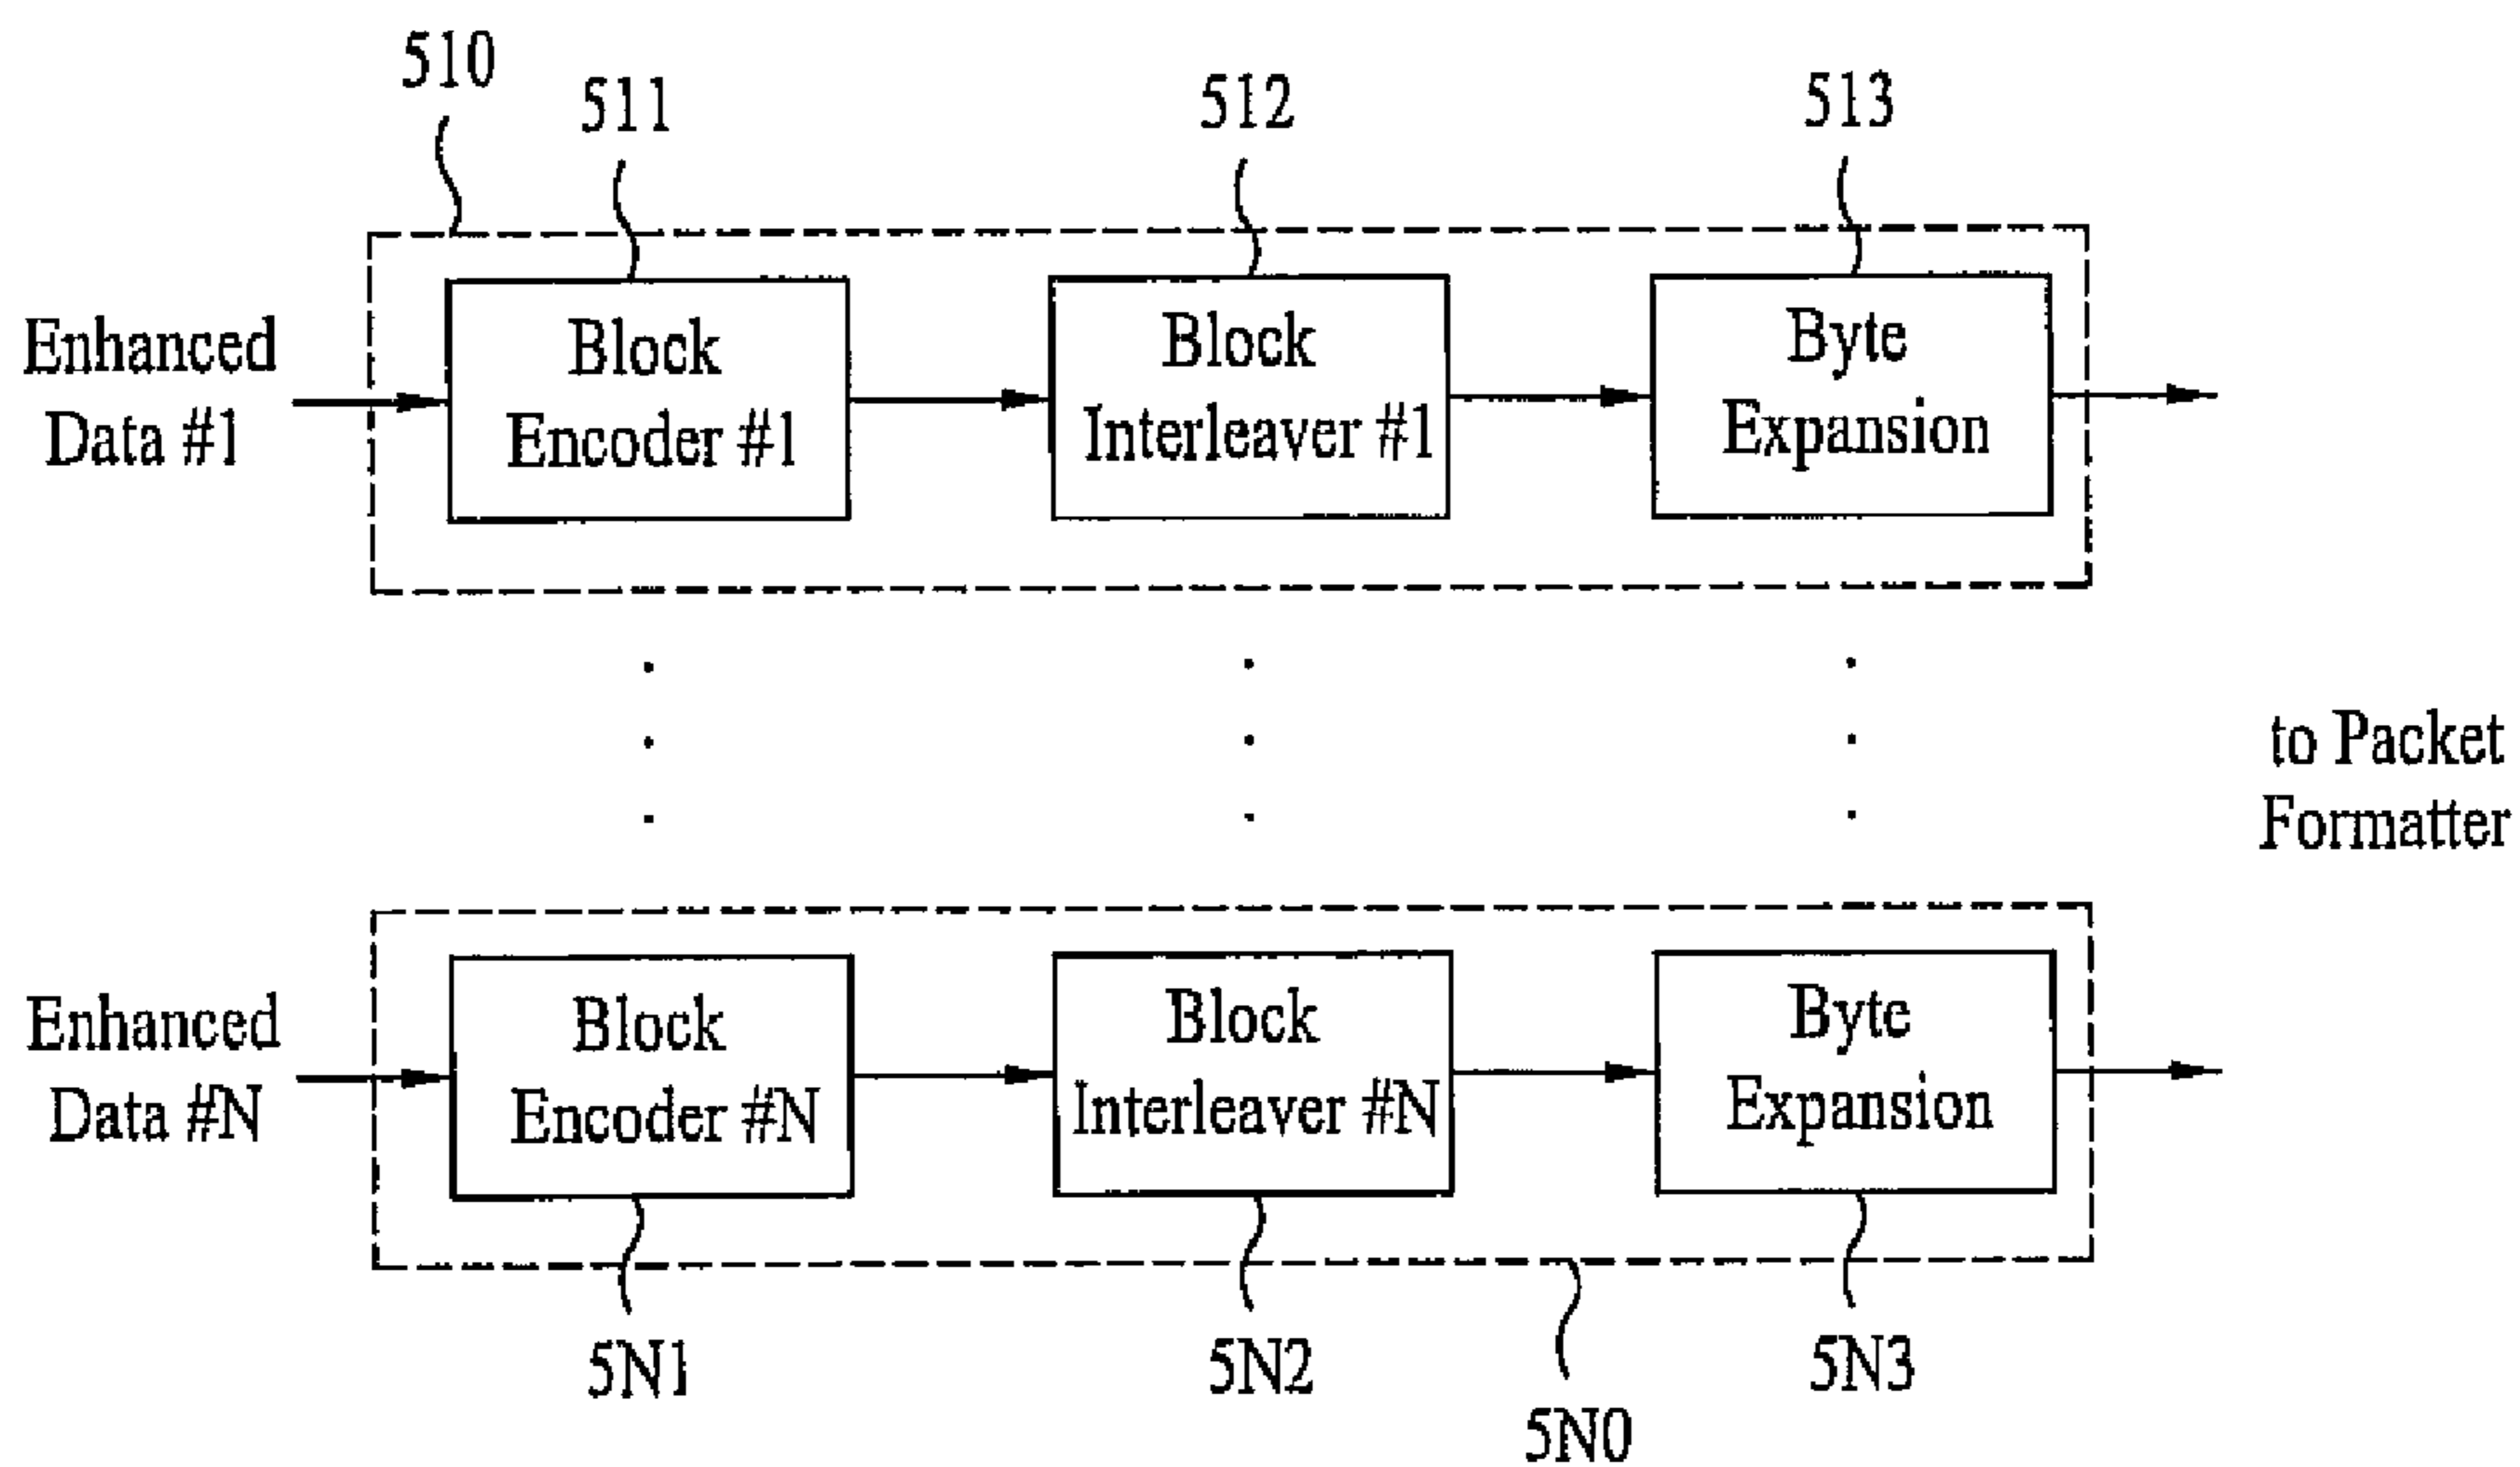 510
511
512
513
Enhanced
Data #1
Block
Encoder #1
Block
Interleaver #1
Byte
Expansion
to Packet
Formatter
Enhanced
Data #N
Block
Encoder #N
Block
Interleaver #N
Byte
Expansion
5N1
5N2
5N3
5N0